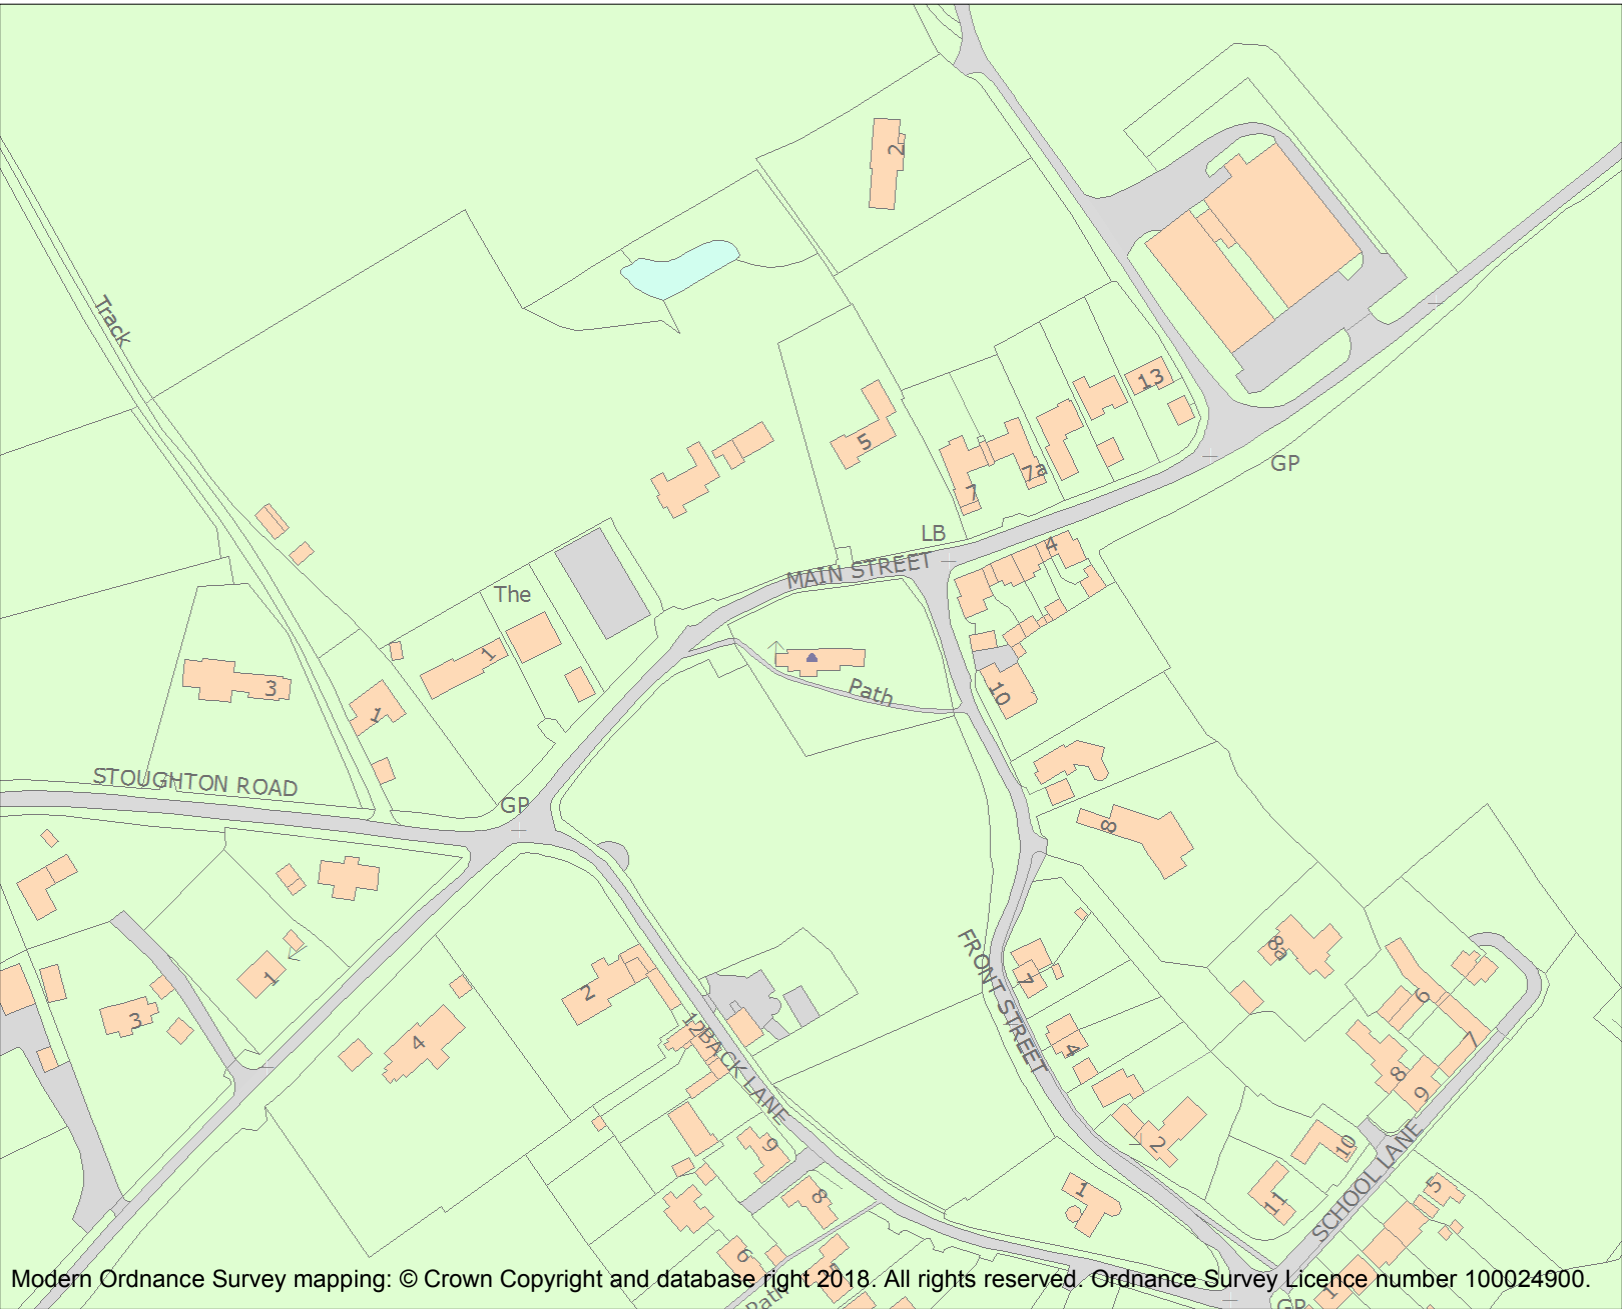 2
Track
13
5
7a
7
GP
LB
4
MAIN STREET
The
1
3
1
Path
10
STOUGHTON ROAD
GP
8
FRONT STREET
8a
7
1
2
6
3
4
12
BACK LANE
4
7
8
9
9
2
10
8
1
11
SCHOOL LANE
5
6
Path
1
GP
Modern Ordnance Survey mapping: © Crown Copyright and database right 2018. All rights reserved. Ordnance Survey Licence number 100024900.